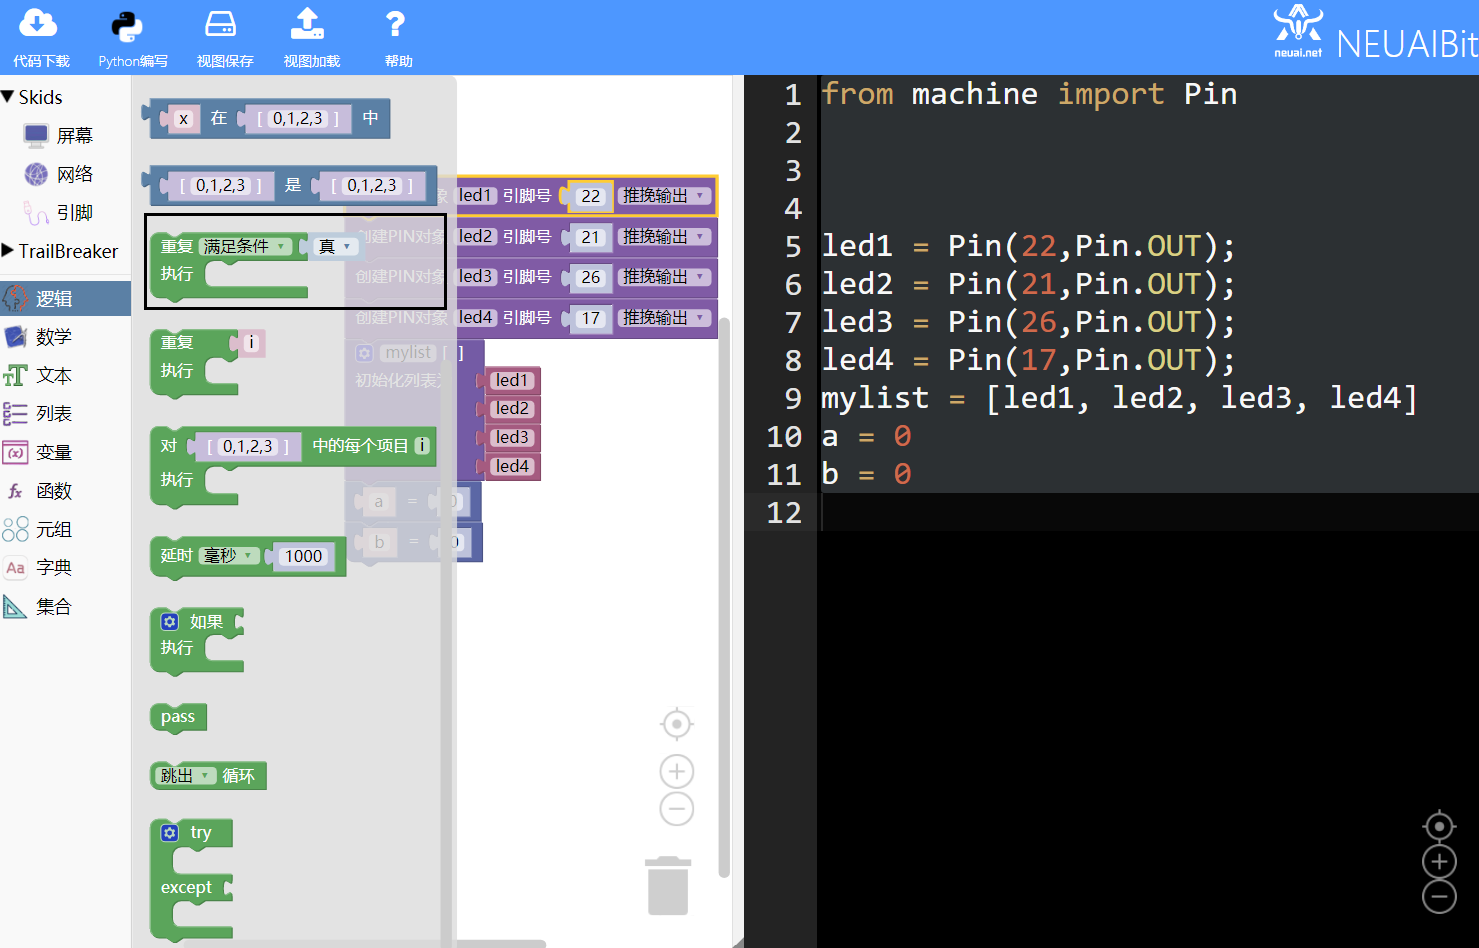 代码下载
Python编写
视图保存
视图加载
帮助
neuai.net
NEUAIBit
Skids
屏幕
网络
引脚
TrailBreaker
逻辑
数学
文本
列表
变量
函数
元组
字典
集合
x 在 [ 0,1,2,3 ] 中
[ 0,1,2,3 ] 是 [ 0,1,2,3 ]
重复 满足条件 真
执行
重复 i
执行
对 [ 0,1,2,3 ] 中的每个项目 i
执行
延时 毫秒 1000
如果
执行
pass
跳出 循环
try
except
象 led1 引脚号 22 推挽输出
创建PIN对象 led2 引脚号 21 推挽输出
创建PIN对象 led3 引脚号 26 推挽输出
创建PIN对象 led4 引脚号 17 推挽输出
mylist [ ]
初始化列表
led1
led2
led3
led4
a = 0
b = 0
1 from machine import Pin
2
3
4
5 led1 = Pin(22,Pin.OUT);
6 led2 = Pin(21,Pin.OUT);
7 led3 = Pin(26,Pin.OUT);
8 led4 = Pin(17,Pin.OUT);
9 mylist = [led1, led2, led3, led4]
10 a = 0
11 b = 0
12